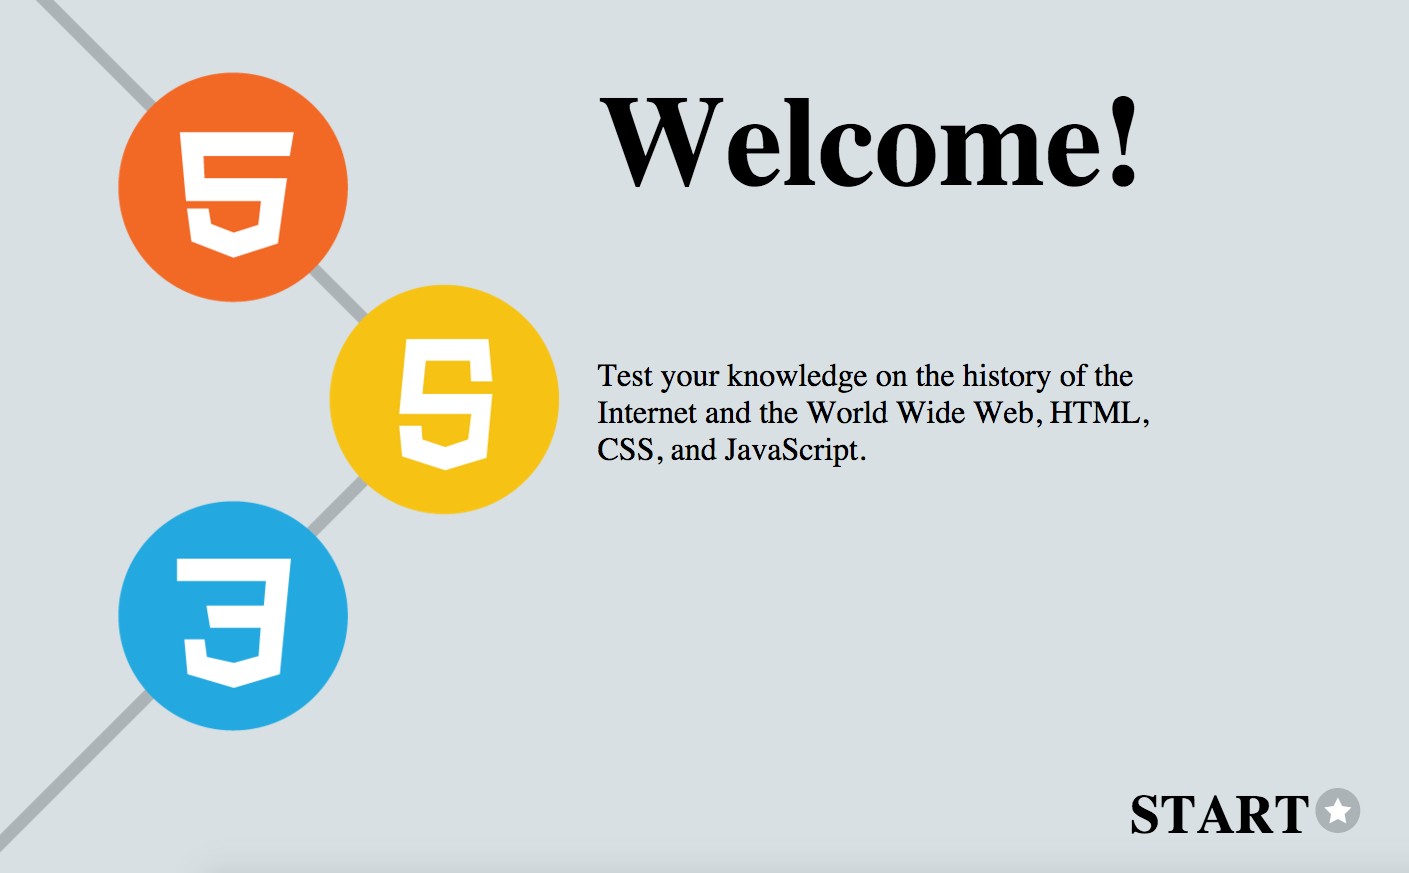 Welcome!
5
5
3
Test your knowledge on the history of the
Internet and the World Wide Web, HTML,
CSS, and JavaScript.
START